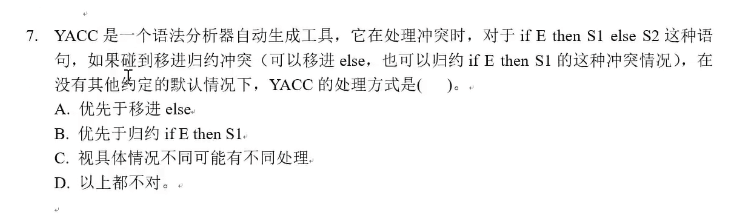 7. YACC 是一个语法分析器自动生成工具，它在处理冲突时，对于 if E then S1 else S2 这种语
句，如果碰到移进归约冲突（可以移进 else，也可以归约 if E then S1 的这种冲突情况），在
没有其他约定的默认情况下，YACC 的处理方式是( )。
A. 优先于移进 else
B. 优先于归约 if E then S1
C. 视具体情况不同可能有不同处理
D. 以上都不对。